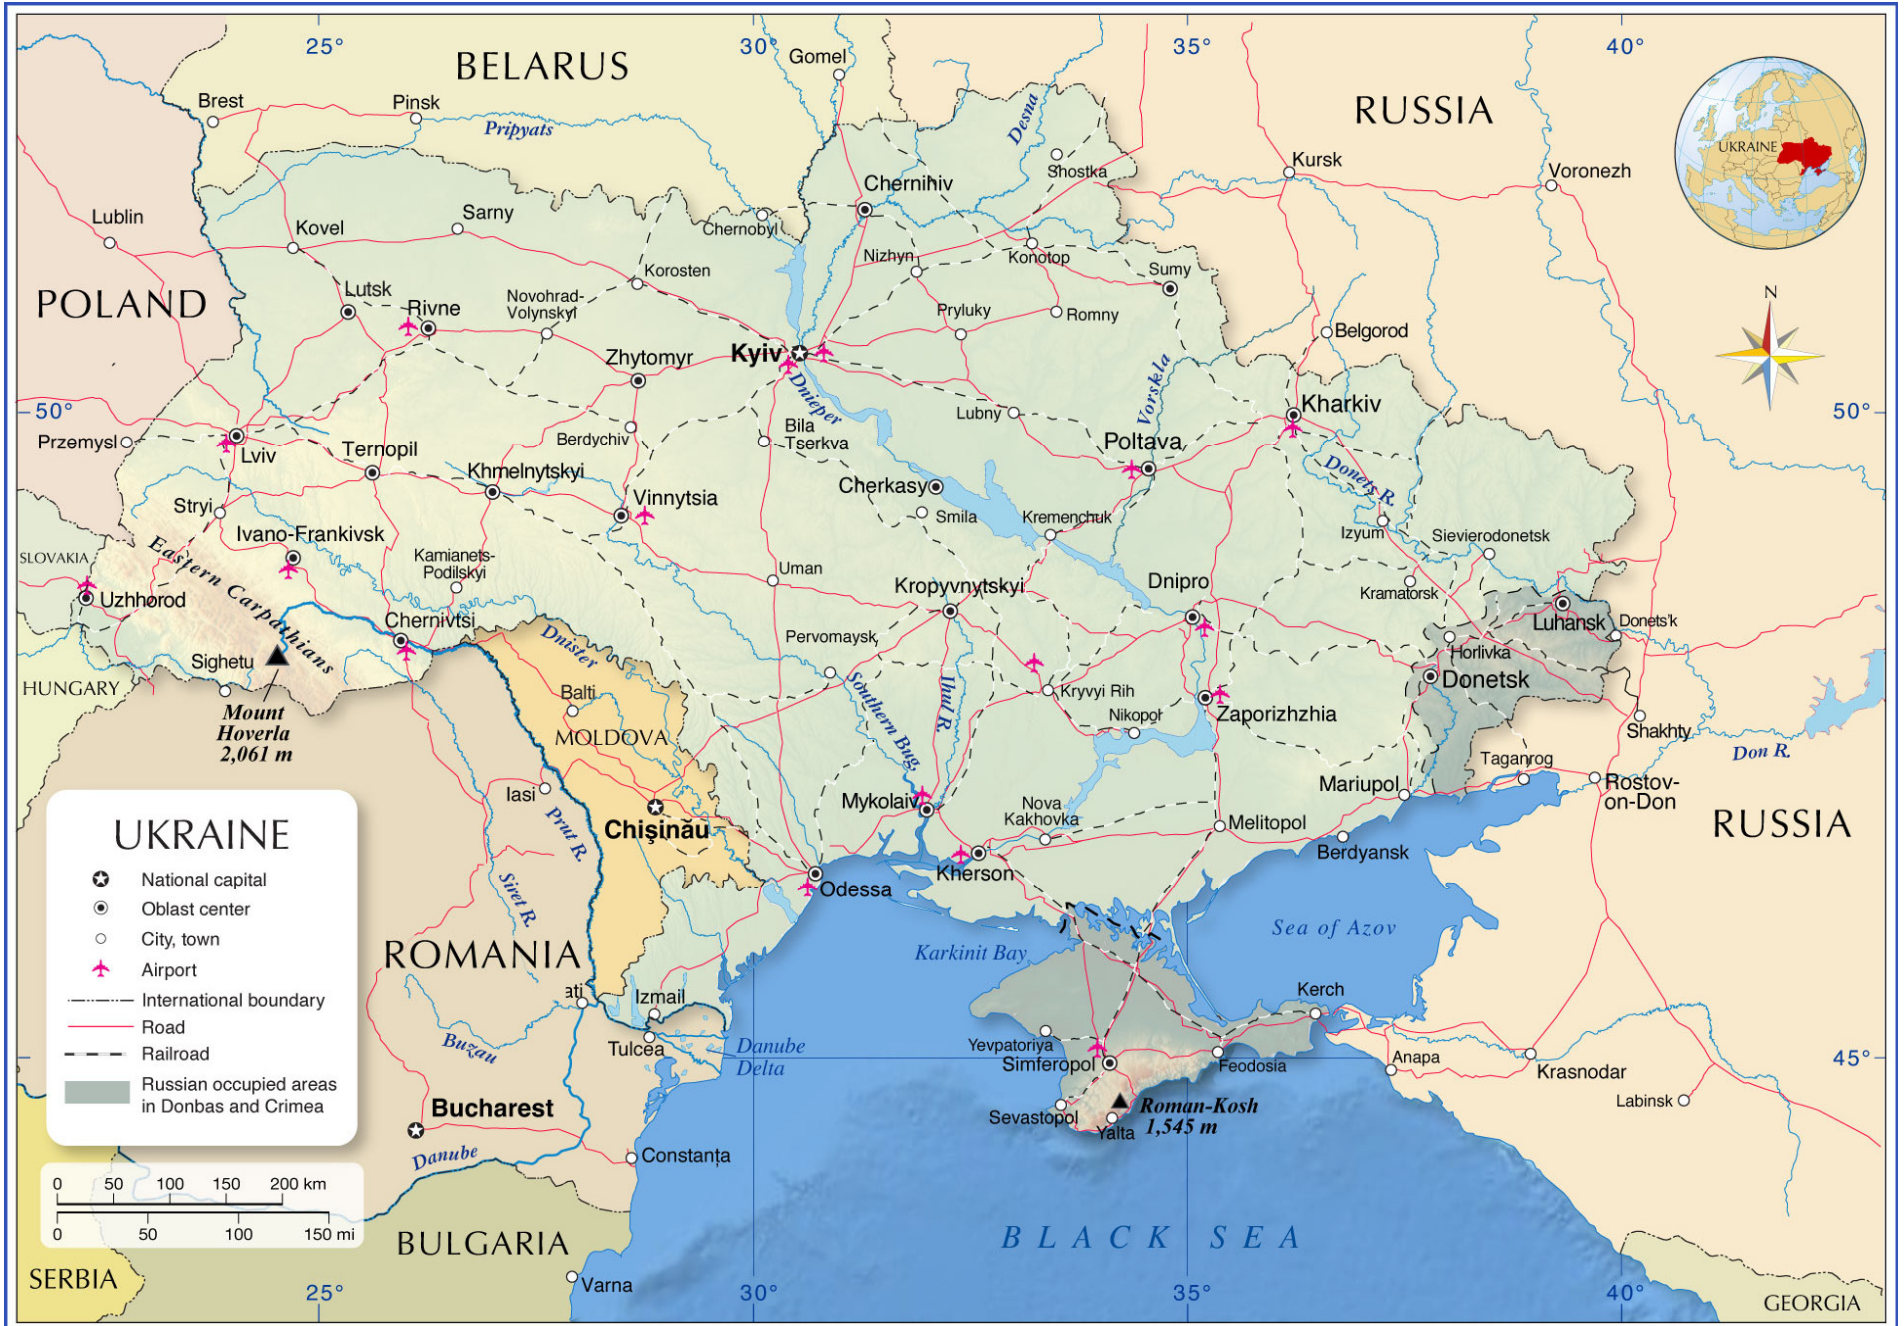 25°
30°
35°
40°
BELARUS
Gomel
RUSSIA
Brest
Pinsk
Pripyats
Desna
Shostka
Kursk
Voronezh
UKRAINE
Chernihiv
Lublin
Kovel
Sarny
Chernobyl
Nizhyn
Konotop
Sumy
Korosten
POLAND
Lutsk
Rivne
Novohrad-
Volynskyi
Pryluky
Romny
Belgorod
N
Zhytomyr
Kyiv
Dnieper
Vorskla
50°
50°
Przemysl
Lviv
Ternopil
Berdychiv
Bila
Tserkva
Lubny
Poltava
Kharkiv
Khmelnytskyi
Vinnytsia
Cherkasy
Smila
Kremenchuk
Donets R.
Izyum
Sievierodonetsk
Stryi
Ivano-Frankivsk
Kamianets-
Podilskyi
SLOVAKIA
Eastern Carpathians
Uzhhorod
Uman
Kropyvnytskyi
Dnipro
Kramatorsk
Luhansk
Donets'k
Chernivtsi
Dnister
Pervomaysk
Horlivka
Sighetu
HUNGARY
Mount
Hoverla
2,061 m
Balti
MOLDOVA
Southern Bug
Ihul R.
Kryvyi Rih
Nikopol
Zaporizhzhia
Donetsk
Shakhty
Don R.
Taganrog
Rostov-
on-Don
Iasi
Prut R.
Chişinău
Mykolaiv
Nova
Kakhovka
Melitopol
Mariupol
Berdyansk
RUSSIA
Siret R.
Odessa
Kherson
Sea of Azov
Karkinit Bay
ROMANIA
ati
Izmail
Tulcea
Danube
Delta
Buzau
Kerch
Yevpatoriya
Simferopol
Feodosia
Anapa
Krasnodar
45°
Labinsk
Sevastopol
Yalta
Roman-Kosh
1,545 m
Bucharest
Danube
Constanţa
BULGARIA
Varna
SERBIA
BLACK SEA
GEORGIA
UKRAINE
National capital
Oblast center
City, town
Airport
International boundary
Road
Railroad
Russian occupied areas
in Donbas and Crimea
0 50 100 150 200 km
0 50 100 150 mi
25°
30°
35°
40°